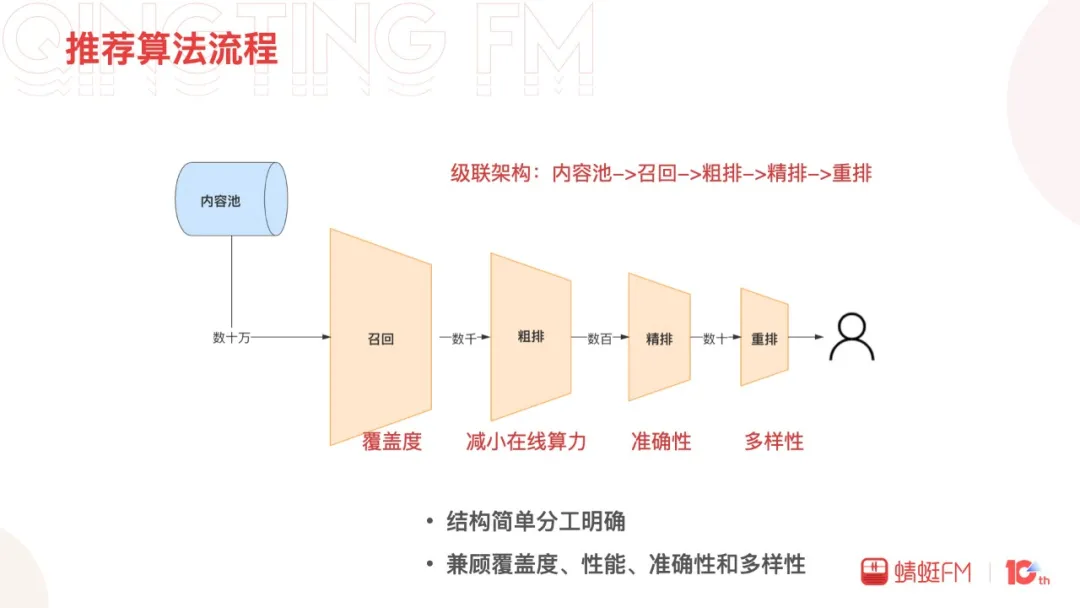 QINGTING FM
推荐算法流程
级联架构：内容池->召回->粗排->精排->重排
内容池
数十万
召回
数千
粗排
数百
精排
数十
重排
覆盖度
减小在线算力
准确性
多样性
• 结构简单分工明确
• 兼顾覆盖度、性能、准确性和多样性
蜻蜓FM
10th